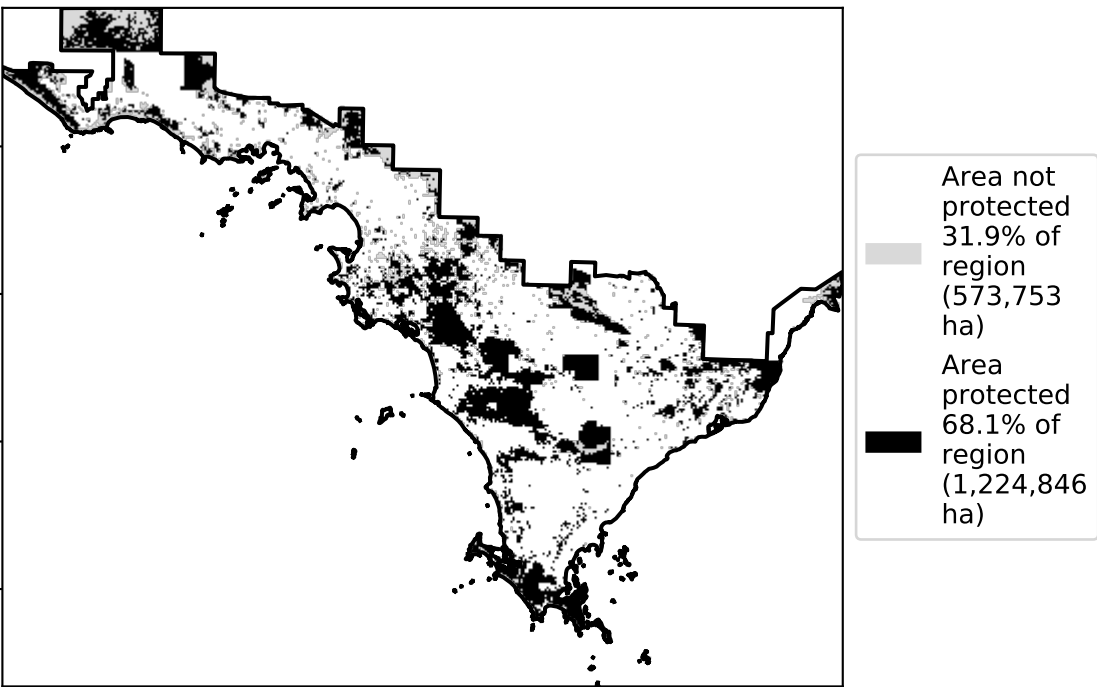 Area not
protected
31.9% of
region
(573,753
ha)
Area
protected
68.1% of
region
(1,224,846
ha)